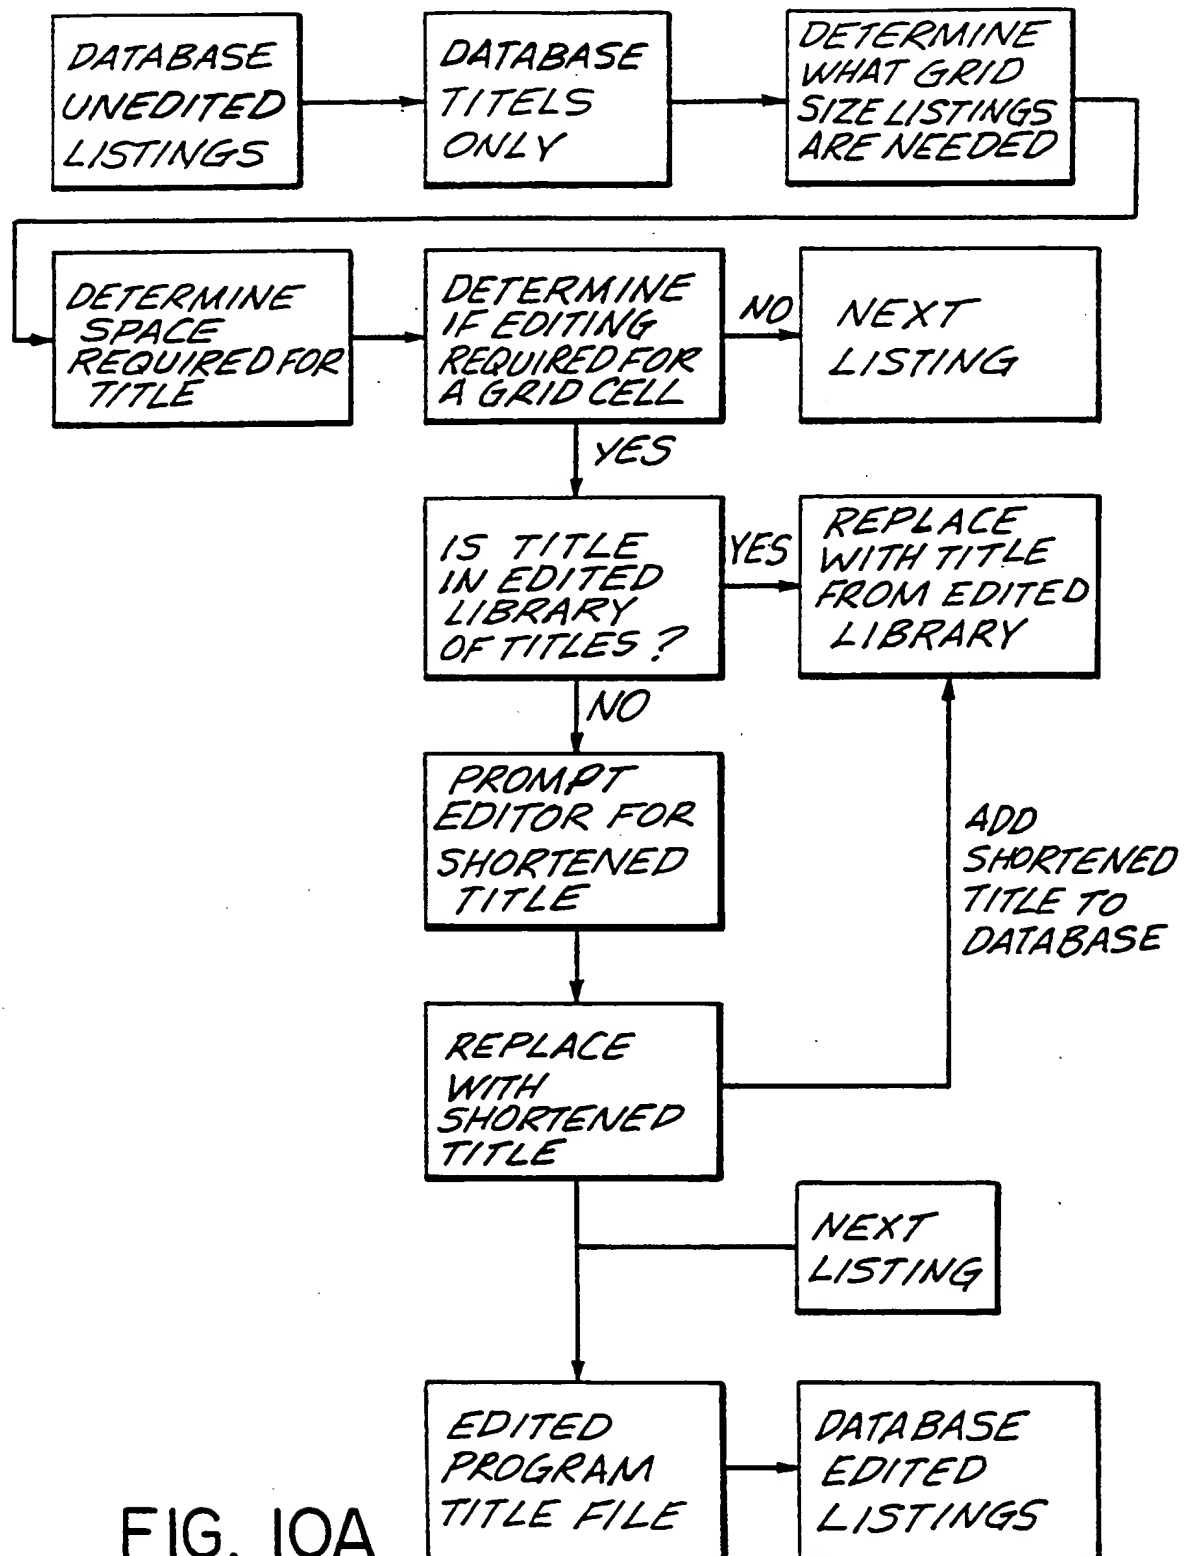 DATABASE
UNEDITED
LISTINGS
DATABASE
TITELS
ONLY
DETERMINE
WHAT GRID
SIZE LISTINGS
ARE NEEDED
DETERMINE
SPACE
REQUIRED FOR
TITLE
DETERMINE
IF EDITING
REQUIRED FOR
A GRID CELL
NO
NEXT
LISTING
YES
IS TITLE
IN EDITED
LIBRARY
OF TITLES?
YES
REPLACE
WITH TITLE
FROM EDITED
LIBRARY
NO
PROMPT
EDITOR FOR
SHORTENED
TITLE
ADD
SHORTENED
TITLE TO
DATABASE
REPLACE
WITH
SHORTENED
TITLE
NEXT
LISTING
EDITED
PROGRAM
TITLE FILE
DATABASE
EDITED
LISTINGS
FIG. 10A